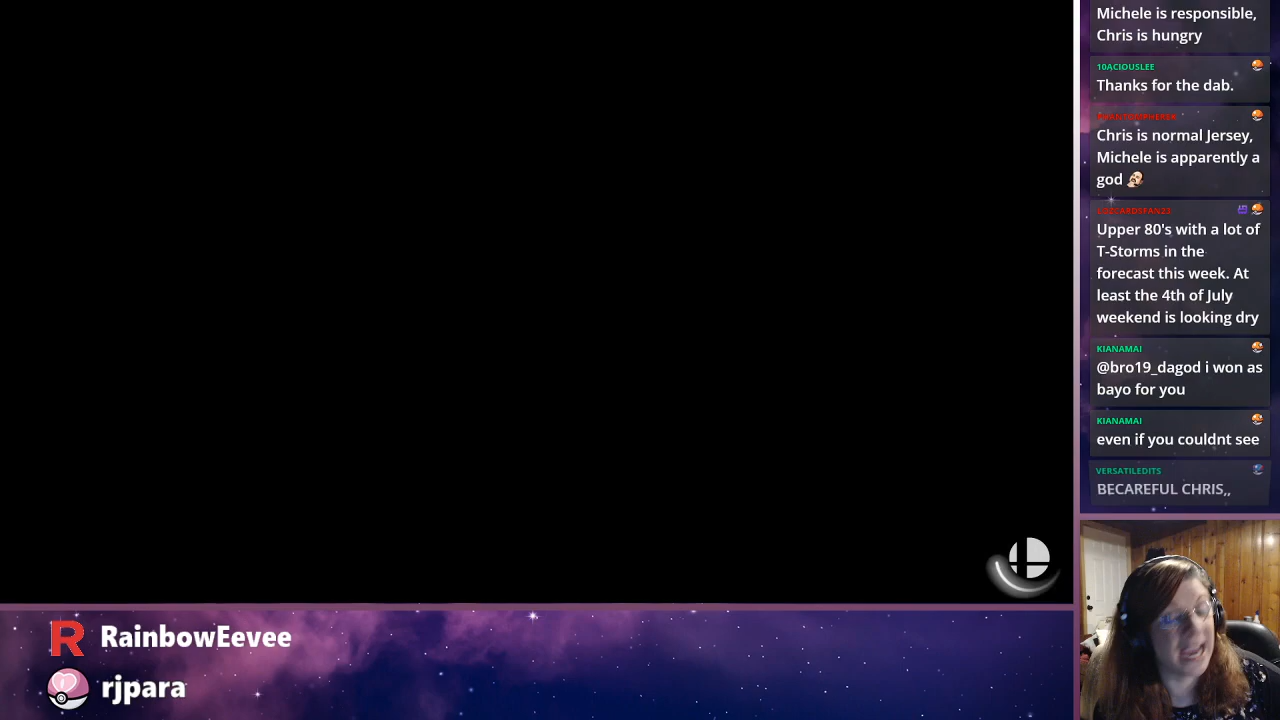 Michele is responsible,
Chris is hungry
10ACIOUSLEE
Thanks for the dab.
Chris is normal Jersey,
Michele is apparently a
god
Upper 80's with a lot of
T-Storms in the
forecast this week. At
least the 4th of July
weekend is looking dry
KIANAMAI
@bro19_dagod i won as
bayo for you
KIANAMAI
even if you couldnt see
VERSATILEDITS
BECAREFUL CHRIS,,
R RainbowEevee
rjpara